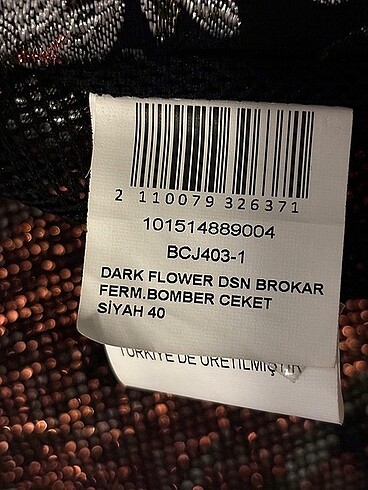 2 110079 326371
101514889004
BCJ403-1
DARK FLOWER DSN BROKAR
FERM.BOMBER CEKET
SİYAH 40
TÜRKİYE'DE ÜRETİLMİŞTİR